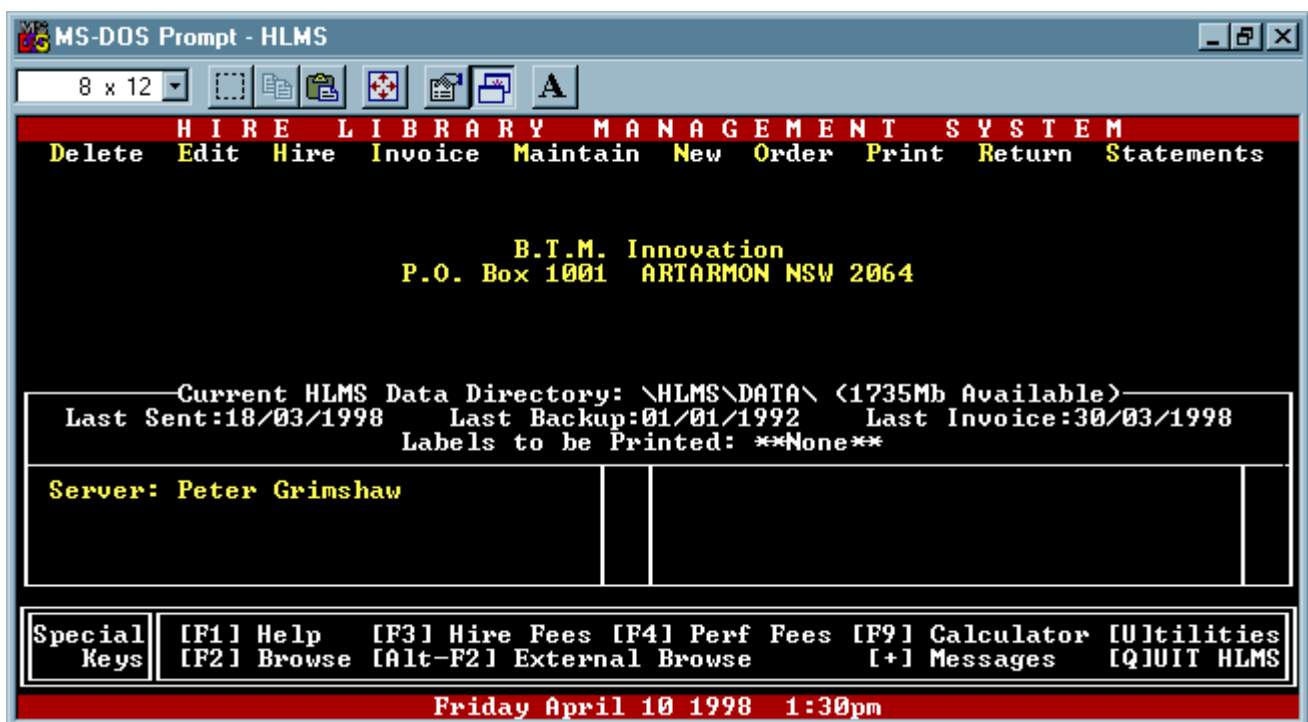 MS-DOS Prompt - HLMS
8 x 12 A
HIRE LIBRARY MANAGEMENT SYSTEM
Delete Edit Hire Invoice Maintain New Order Print Return Statements
B.T.M. Innovation
P.O. Box 1001 ARTARMON NSW 2064
Current HLMS Data Directory: \HLMS\DATA\ (1735Mb Available)
Last Sent:18/03/1998 Last Backup:01/01/1992 Last Invoice:30/03/1998
Labels to be Printed: **None**
Server: Peter Grimshaw
Special [F1] Help [F3] Hire Fees [F4] Perf Fees [F9] Calculator [U]tilities
Keys [F2] Browse [Alt-F2] External Browse [+] Messages [Q]UIT HLMS
Friday April 10 1998 1:30pm